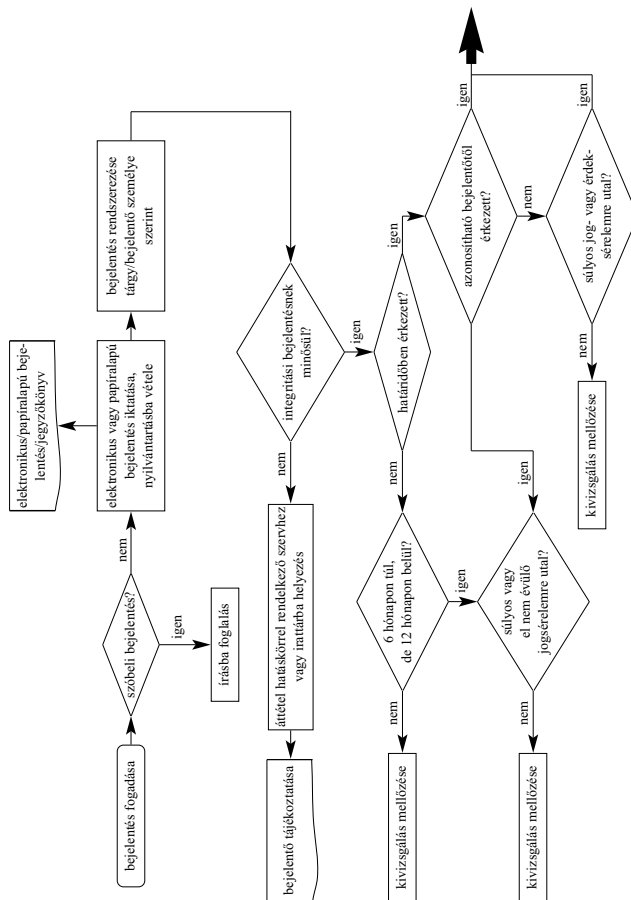 bejelentés fogadása
szóbeli bejelentés?
igen
írásba foglalás
nem
elektronikus vagy papíralapú
bejelentés iktatása,
nyilvántartásba vétele
elektronikus/papíralapú beje-
lentés/jegyzőkönyv
bejelentés rendszerezése
tárgy/bejelentő személye
szerint
integritási bejelentésnek
minősül?
nem
áttétel hatáskörrel rendelkező szervhez
vagy irattárba helyezés
bejelentő tájékoztatása
igen
határidőben érkezett?
nem
6 hónapon túl,
de 12 hónapon belül?
nem
kivizsgálás mellőzése
igen
súlyos vagy
el nem évülő
jogsérelemre utal?
nem
kivizsgálás mellőzése
igen
igen
azonosítható bejelentőtől
érkezett?
igen
nem
súlyos jog- vagy érdek-
sérelemre utal?
igen
nem
kivizsgálás mellőzése